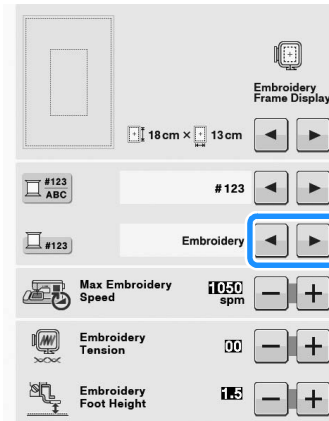 Embroidery
Frame Display
18 cm × 13 cm
#123
ABC
#123
#123
Embroidery
Max Embroidery
Speed
1050
spm
Embroidery
Tension
00
Embroidery
Foot Height
1.5